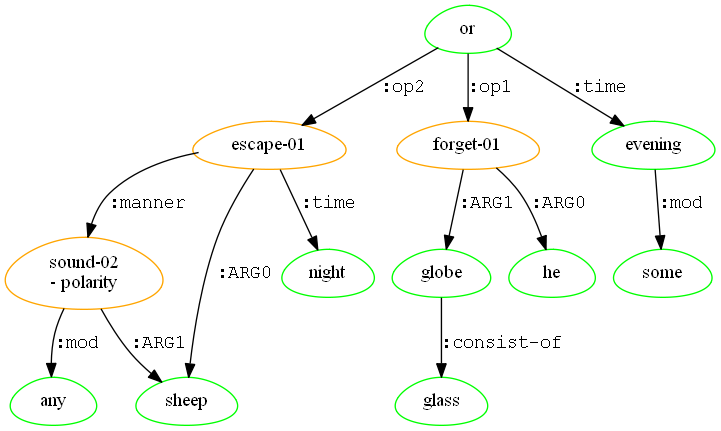 or
:op2
:op1
:time
escape-01
forget-01
evening
:manner
:ARG0
:time
:ARG1
:ARG0
:mod
sound-02
- polarity
night
globe
he
some
:mod
:ARG1
:consist-of
any
sheep
glass